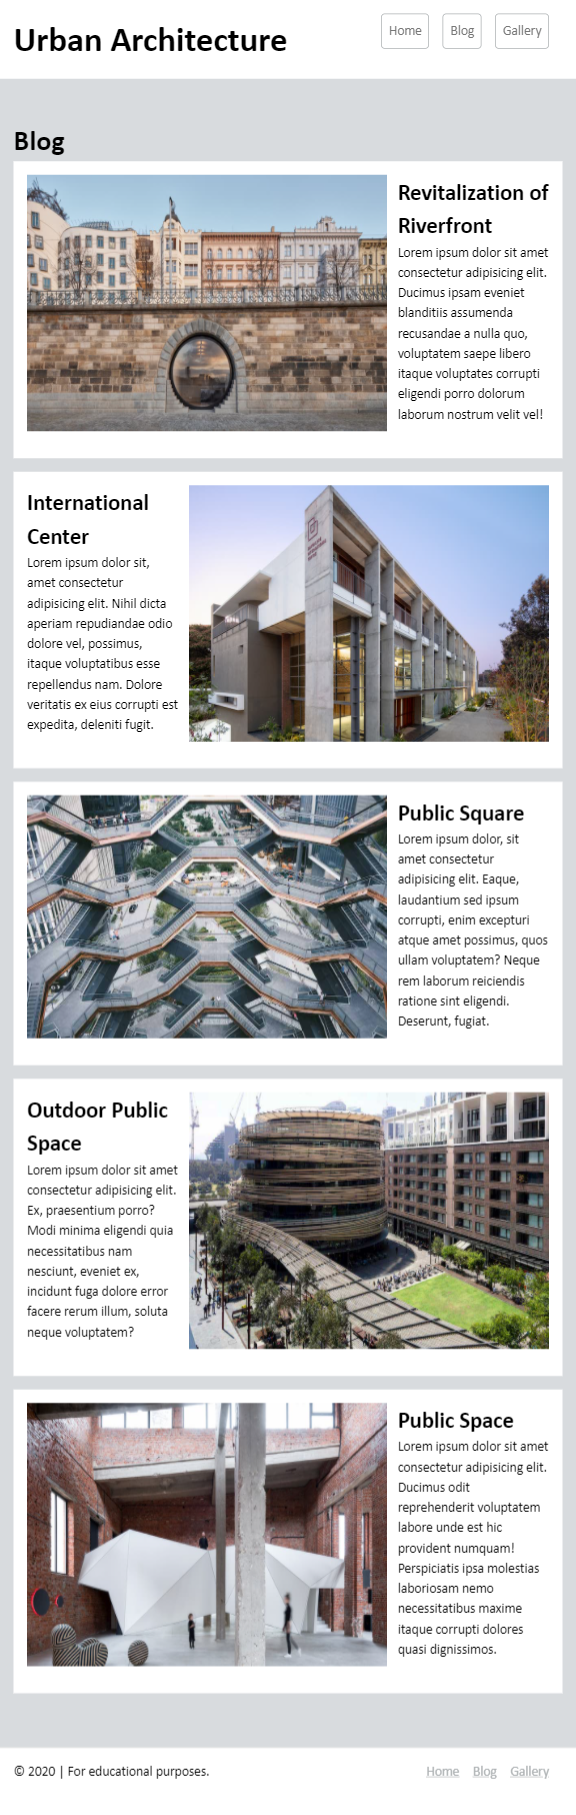 Urban Architecture
Home
Blog
Gallery
Blog
Revitalization of
Riverfront
Lorem ipsum dolor sit amet
consectetur adipisicing elit.
Ducimus ipsam eveniet
blanditiis assumenda
recusandae a nulla quo,
voluptatem saepe libero
itaque voluptates corrupti
eligendi porro dolorum
laborum nostrum velit vel!
International
Center
Lorem ipsum dolor sit,
amet consectetur
adipisicing elit. Nihil dicta
aperiam repudiandae odio
dolore vel, possimus,
itaque voluptatibus esse
repellendus nam. Dolore
veritatis ex eius corrupti est
expedita, deleniti fugit.
Public Square
Lorem ipsum dolor, sit
amet consectetur
adipisicing elit. Eaque,
laudantium sed ipsum
corrupti, enim excepturi
atque amet possimus, quos
ullam voluptatem? Neque
rem laborum reiciendis
ratione sint eligendi.
Deserunt, fugiat.
Outdoor Public
Space
Lorem ipsum dolor sit amet
consectetur adipisicing elit.
Ex, praesentium porro?
Modi minima eligendi quia
necessitatibus nam
nesciunt, eveniet ex,
incidunt fuga dolore error
facere rerum illum, soluta
neque voluptatem?
Public Space
Lorem ipsum dolor sit amet
consectetur adipisicing elit.
Ducimus odit
reprehenderit voluptatem
labore unde est hic
provident numquam!
Perspiciatis ipsa molestias
laboriosam nemo
necessitatibus maxime
itaque corrupti dolores
quasi dignissimos.
© 2020 | For educational purposes.
Home
Blog
Gallery